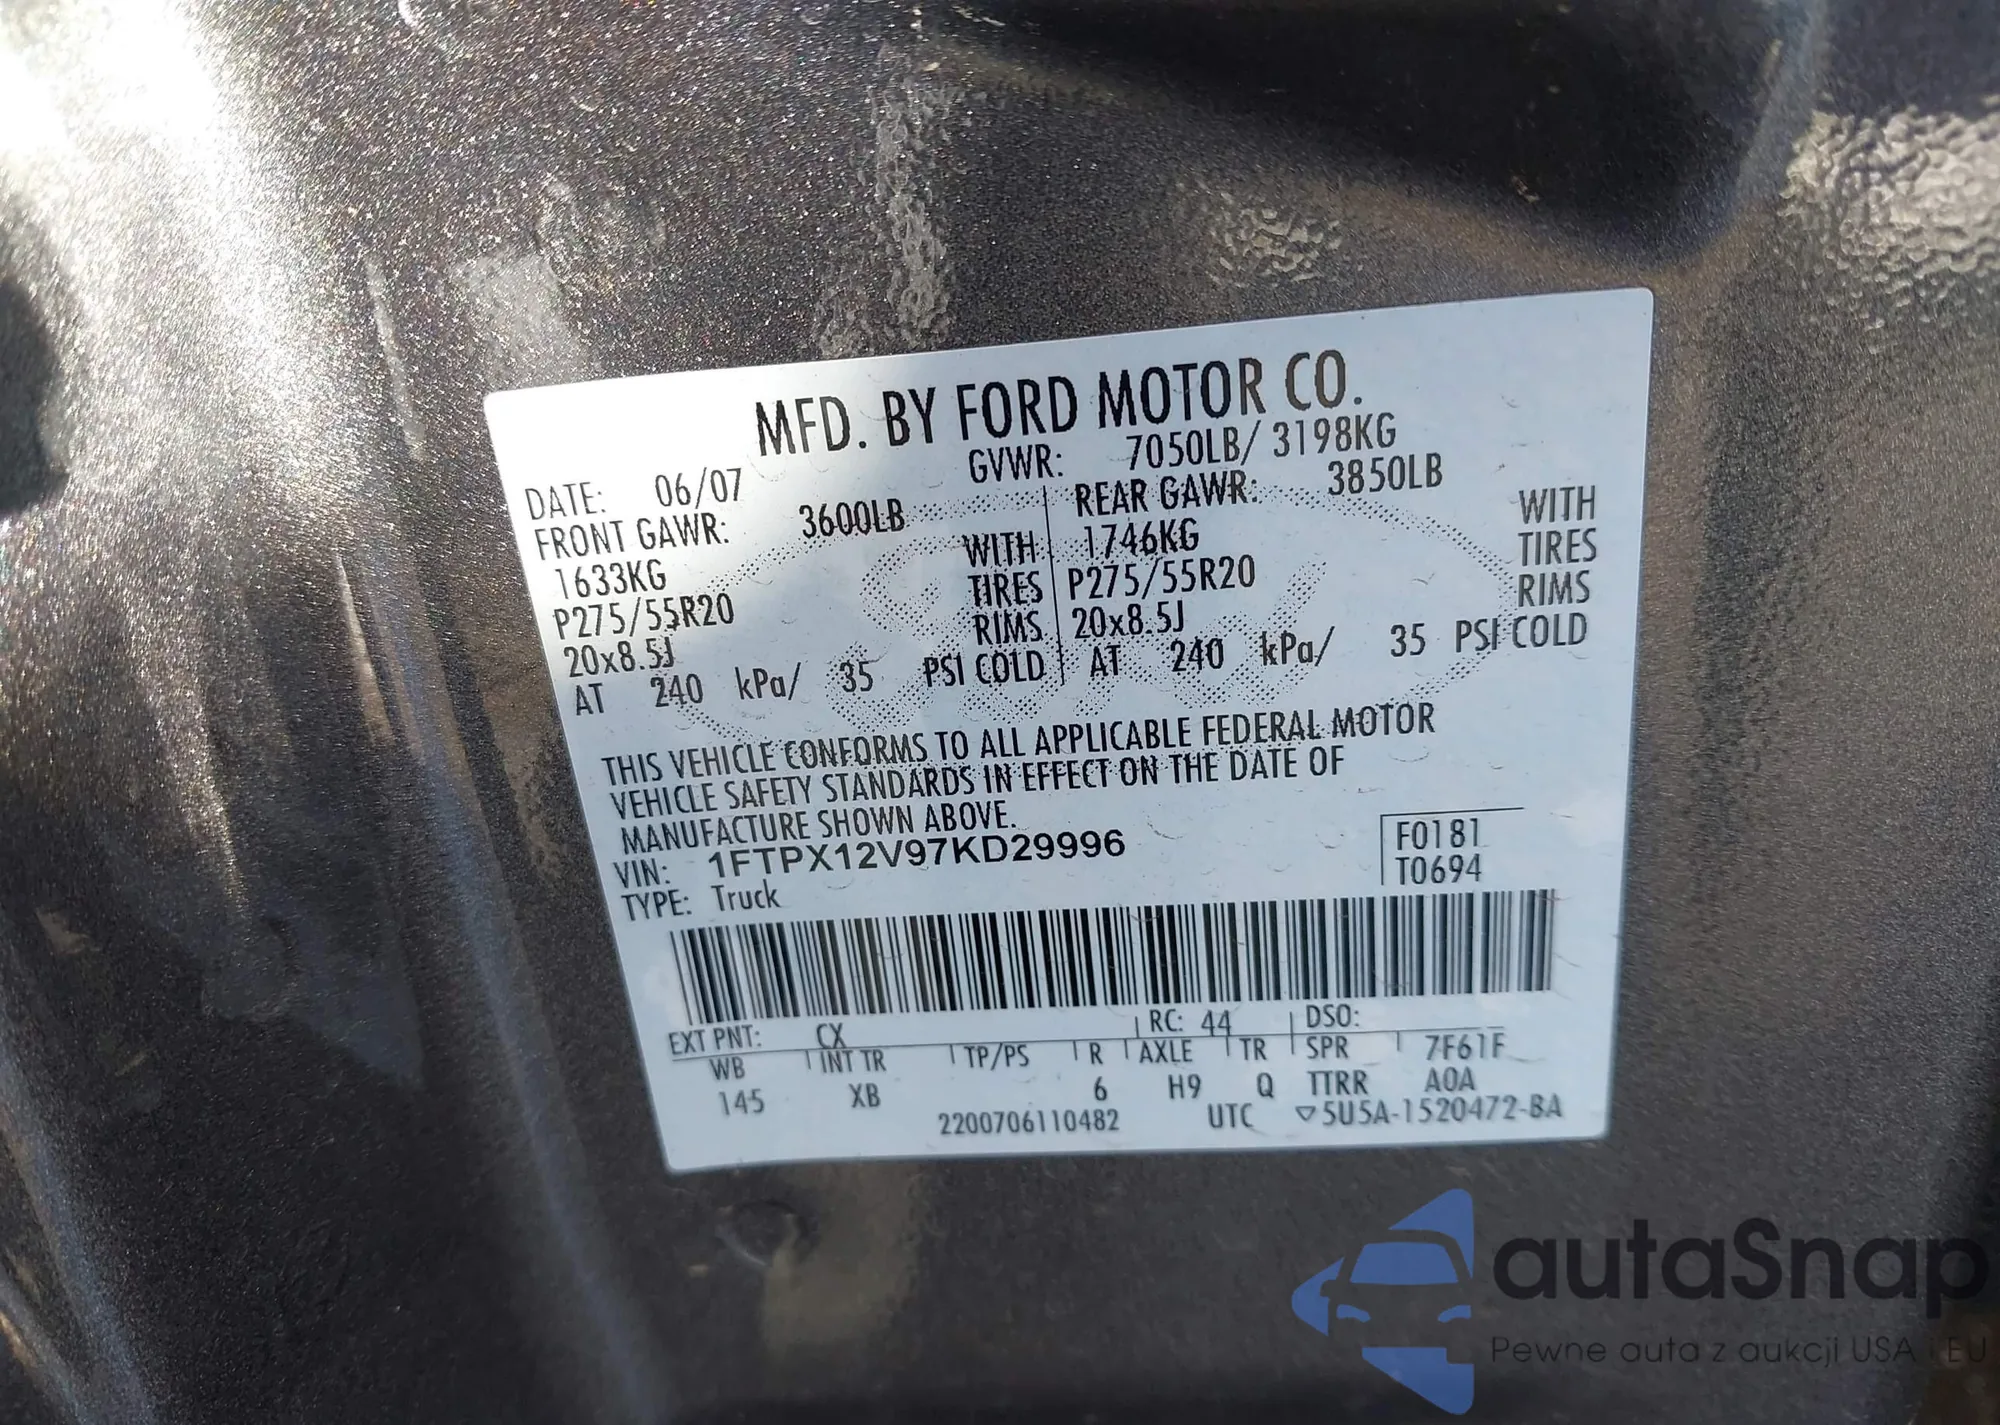 MFD. BY FORD MOTOR CO.
DATE: 06/07 GVWR: 7050LB/ 3198KG
FRONT GAWR: 3600LB REAR GAWR: 3850LB
1633KG WITH 1746KG WITH
P275/55R20 TIRES P275/55R20 TIRES
20x8.5J RIMS 20x8.5J RIMS
AT 240 kPa/ 35 PSI COLD AT 240 kPa/ 35 PSI COLD
THIS VEHICLE CONFORMS TO ALL APPLICABLE FEDERAL MOTOR
VEHICLE SAFETY STANDARDS IN EFFECT ON THE DATE OF
MANUFACTURE SHOWN ABOVE.
VIN: 1FTPX12V97KD29996 F0181
TYPE: Truck T0694
EXT PNT: CX RC: 44 DSO:
WB INT TR TP/PS R AXLE TR SPR 7F61F
145 XB 6 H9 Q TTRR A0A
2200706110482 UTC ▽5U5A-1520472-BA
autaSnap
Pewne auta z aukcji USA i EU